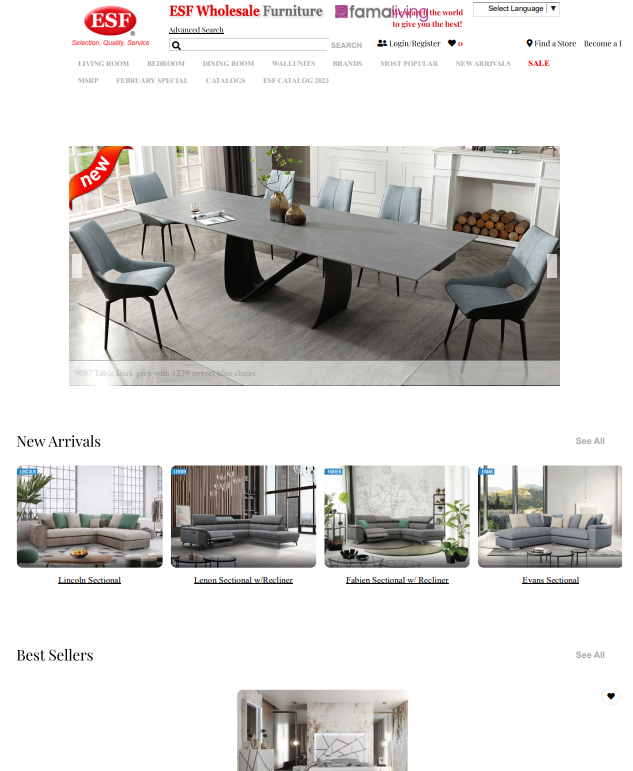 ESF
®
Selection, Quality, Service
ESF Wholesale Furniture
famaliving
We search the world
to give you the best!
Select Language ▼
Advanced Search
SEARCH
Login/Register
0
Find a Store
Become a
LIVING ROOM BEDROOM DINING ROOM WALLUNITS BRANDS MOST POPULAR NEW ARRIVALS SALE
MSRP FEBRUARY SPECIAL CATALOGS ESF CATALOG 2023
new
9087 Table Dark grey with 1239 swivel blue chairs
New Arrivals
See All
LINCOLN
LENON
FABIEN
EVANS
Lincoln Sectional
Lenon Sectional w/Recliner
Fabien Sectional w/ Recliner
Evans Sectional
Best Sellers
See All